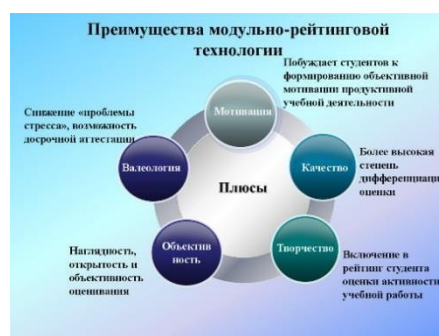 Преимущества модульно-рейтинговой
технологии
Побуждает студентов к
формированию объективной
мотивации продуктивной
учебной деятельности
Мотивация
Снижение «проблемы
стресса», возможность
досрочной аттестации
Валеология
Плюсы
Качество
Более высокая
степень
дифференциаци
оценки
Объектив
ность
Творчество
Наглядность,
открытость и
объективность
оценивания
Включение в
рейтинг студента
оценки активности
учебной работы